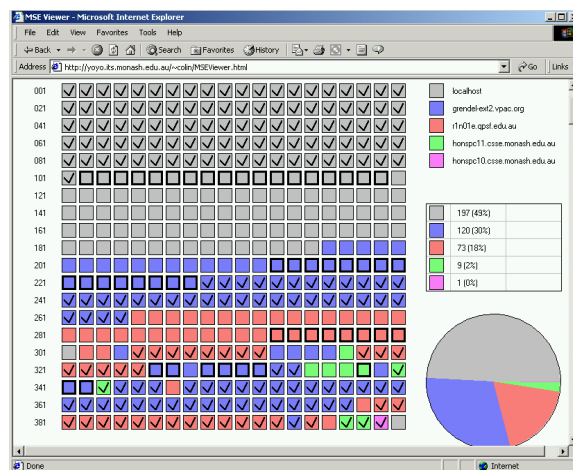 MSE Viewer - Microsoft Internet Explorer
File Edit View Favorites Tools Help
Back Search Favorites History
Address http://yoyo.its.monash.edu.au/~colin/MSEViewer.html Go Links
001 localhost
021 grendel-ext2.vpac.org
041 r1n01e.qpsf.edu.au
061 honspc11.csse.monash.edu.au
081 honspc10.csse.monash.edu.au
101
121
141 197 (49%)
161 120 (30%)
181 73 (18%)
201 9 (2%)
221 1 (0%)
241
261
281
301
321
341
361
381
Done Internet